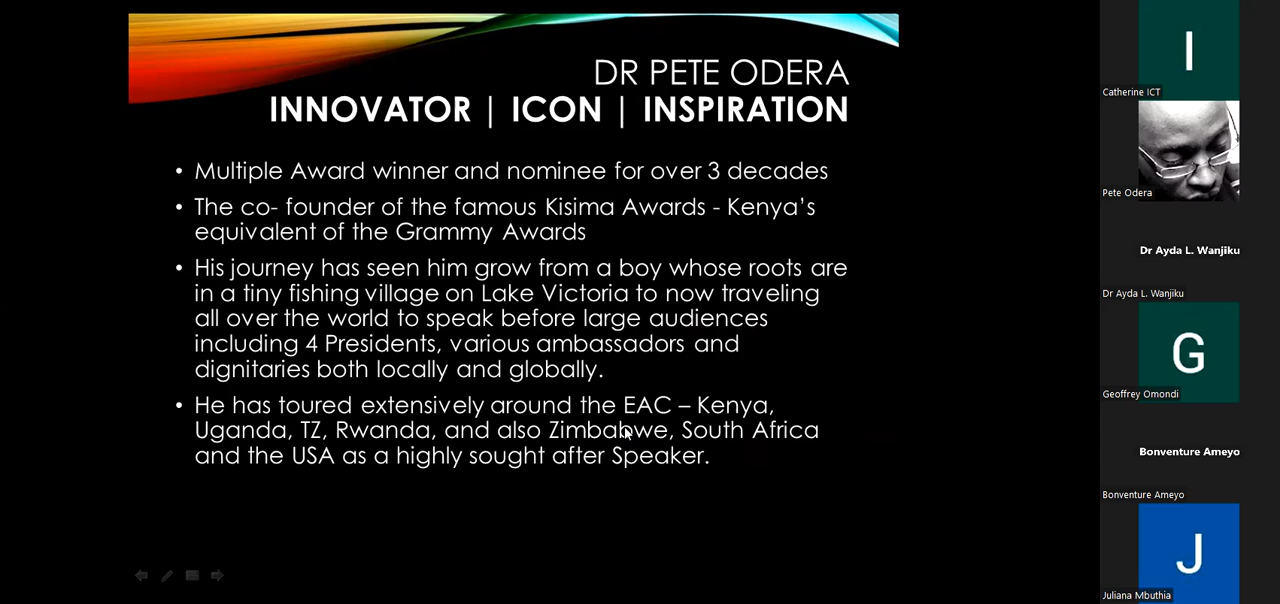 DR PETE ODERA
INNOVATOR | ICON | INSPIRATION
• Multiple Award winner and nominee for over 3 decades
• The co- founder of the famous Kisima Awards - Kenya’s
equivalent of the Grammy Awards
• His journey has seen him grow from a boy whose roots are
in a tiny fishing village on Lake Victoria to now traveling
all over the world to speak before large audiences
including 4 Presidents, various ambassadors and
dignitaries both locally and globally.
• He has toured extensively around the EAC – Kenya,
Uganda, TZ, Rwanda, and also Zimbabwe, South Africa
and the USA as a highly sought after Speaker.
I
Catherine ICT
Pete Odera
Dr Ayda L. Wanjiku
Dr Ayda L. Wanjiku
G
Geoffrey Omondi
Bonventure Ameyo
Bonventure Ameyo
J
Juliana Mbuthia